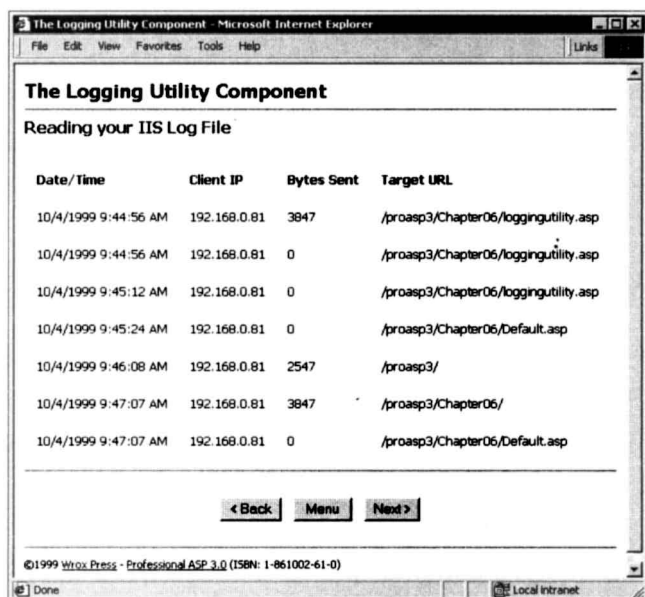 The Logging Utility Component - Microsoft Internet Explorer
File Edit View Favorites Tools Help Links
The Logging Utility Component
Reading your IIS Log File
Date/Time Client IP Bytes Sent Target URL
10/4/1999 9:44:56 AM 192.168.0.81 3847 /proasp3/Chapter06/loggingutility.asp
10/4/1999 9:44:56 AM 192.168.0.81 0 /proasp3/Chapter06/loggingutility.asp
10/4/1999 9:45:12 AM 192.168.0.81 0 /proasp3/Chapter06/loggingutility.asp
10/4/1999 9:45:24 AM 192.168.0.81 0 /proasp3/Chapter06/Default.asp
10/4/1999 9:46:08 AM 192.168.0.81 2547 /proasp3/
10/4/1999 9:47:07 AM 192.168.0.81 3847 /proasp3/Chapter06/
10/4/1999 9:47:07 AM 192.168.0.81 0 /proasp3/Chapter06/Default.asp
< Back Menu Next >
©1999 Wrox Press - Professional ASP 3.0 (ISBN: 1-861002-61-0)
Done Local intranet